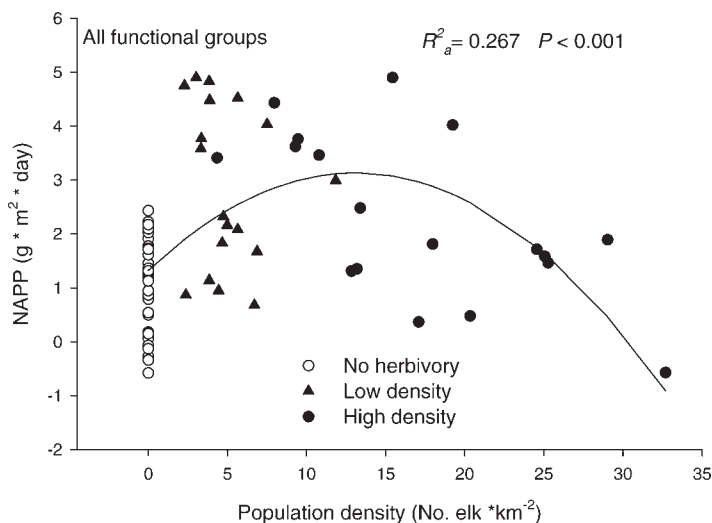 All functional groups
R²ₐ = 0.267 P < 0.001
6
5
4
3
2
1
0
-1
-2
NAPP (g * m² * day)
No herbivory
Low density
High density
0 5 10 15 20 25 30 35
Population density (No. elk *km⁻²)